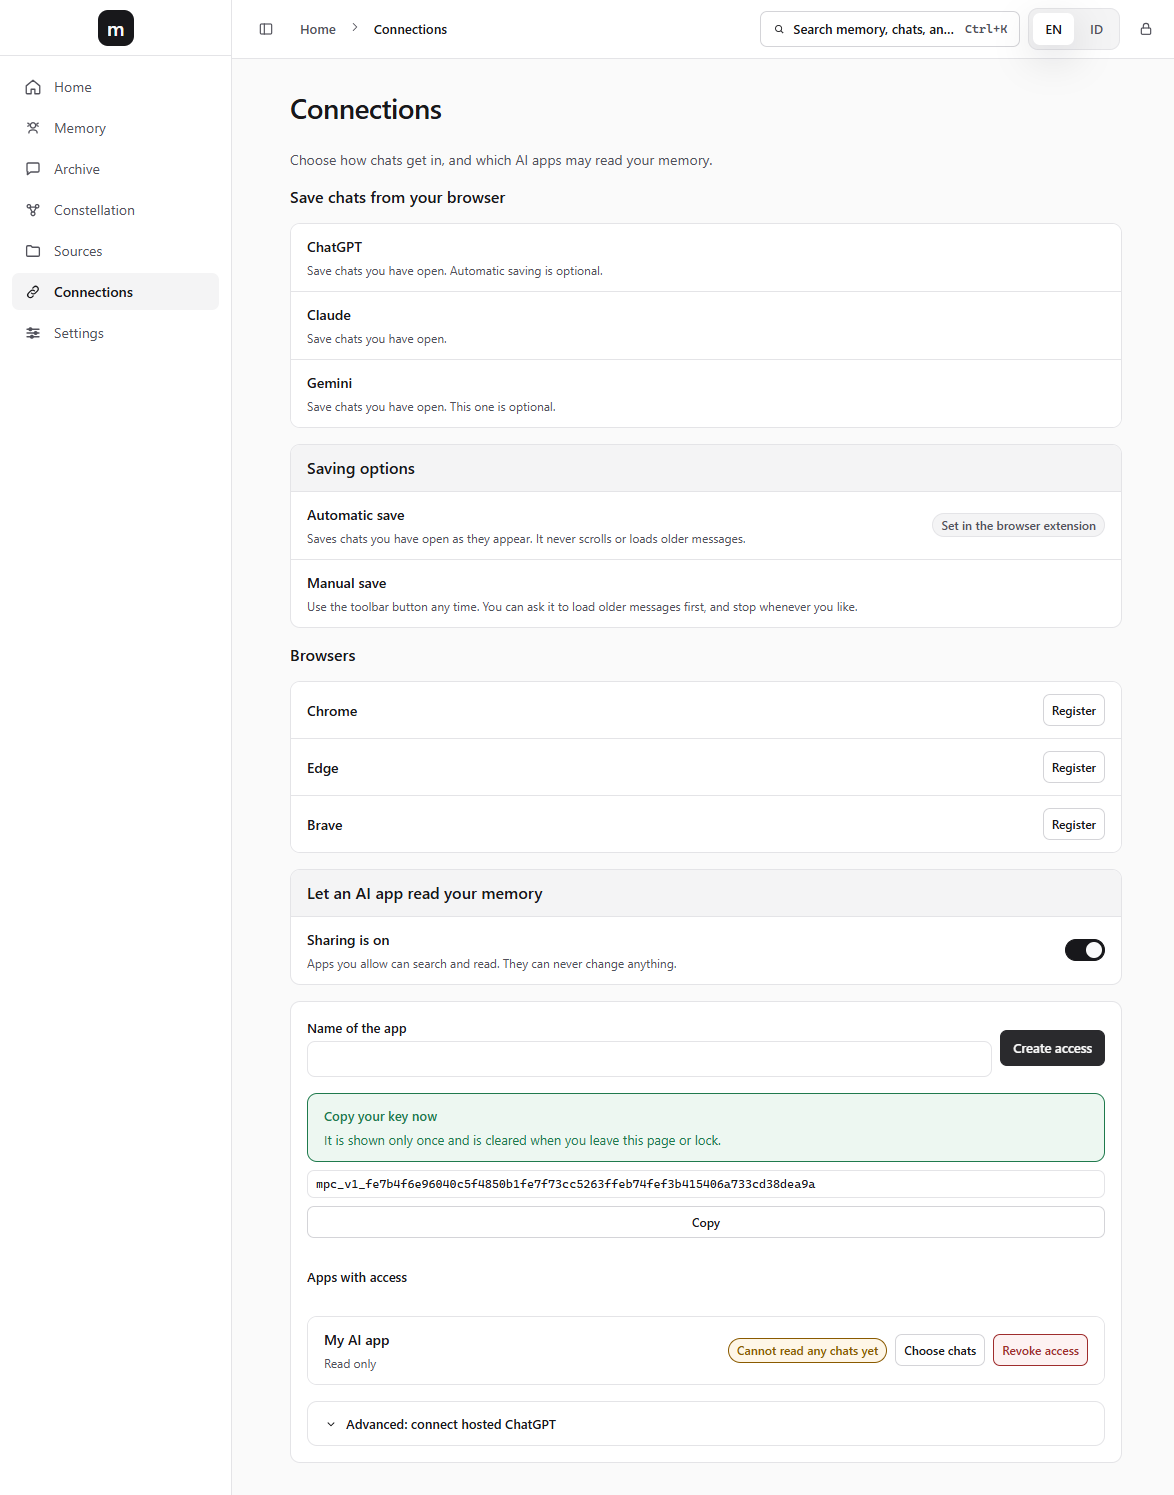 m
Home
Connections
Search memory, chats, an...
Ctrl+K
EN
ID
Home
Memory
Archive
Constellation
Sources
Connections
Settings
Connections
Choose how chats get in, and which AI apps may read your memory.
Save chats from your browser
ChatGPT
Save chats you have open. Automatic saving is optional.
Claude
Save chats you have open.
Gemini
Save chats you have open. This one is optional.
Saving options
Automatic save
Saves chats you have open as they appear. It never scrolls or loads older messages.
Set in the browser extension
Manual save
Use the toolbar button any time. You can ask it to load older messages first, and stop whenever you like.
Browsers
Chrome
Register
Edge
Register
Brave
Register
Let an AI app read your memory
Sharing is on
Apps you allow can search and read. They can never change anything.
Name of the app
Create access
Copy your key now
It is shown only once and is cleared when you leave this page or lock.
mpc_v1_fe7b4f6e96040c5f4850b1fe7f73cc5263ffeb74fef3b415406a733cd38dea9a
Copy
Apps with access
My AI app
Read only
Cannot read any chats yet
Choose chats
Revoke access
Advanced: connect hosted ChatGPT